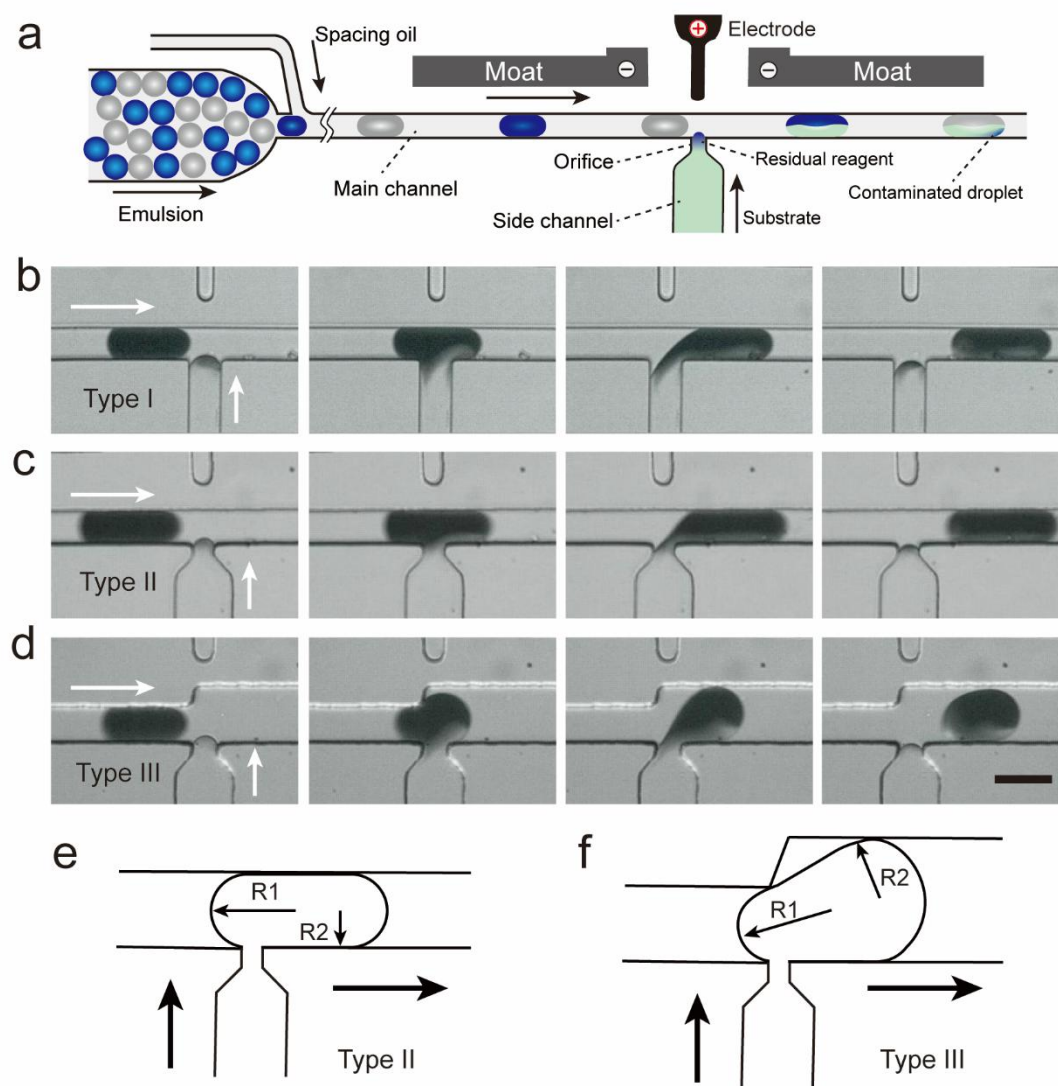 a
Spacing oil
Electrode
+
Moat
−
−
Moat
Orifice
Residual reagent
Main channel
Contaminated droplet
Emulsion
Side channel
Substrate
b
Type I
c
Type II
d
Type III
e
R1
R2
Type II
f
R2
R1
Type III